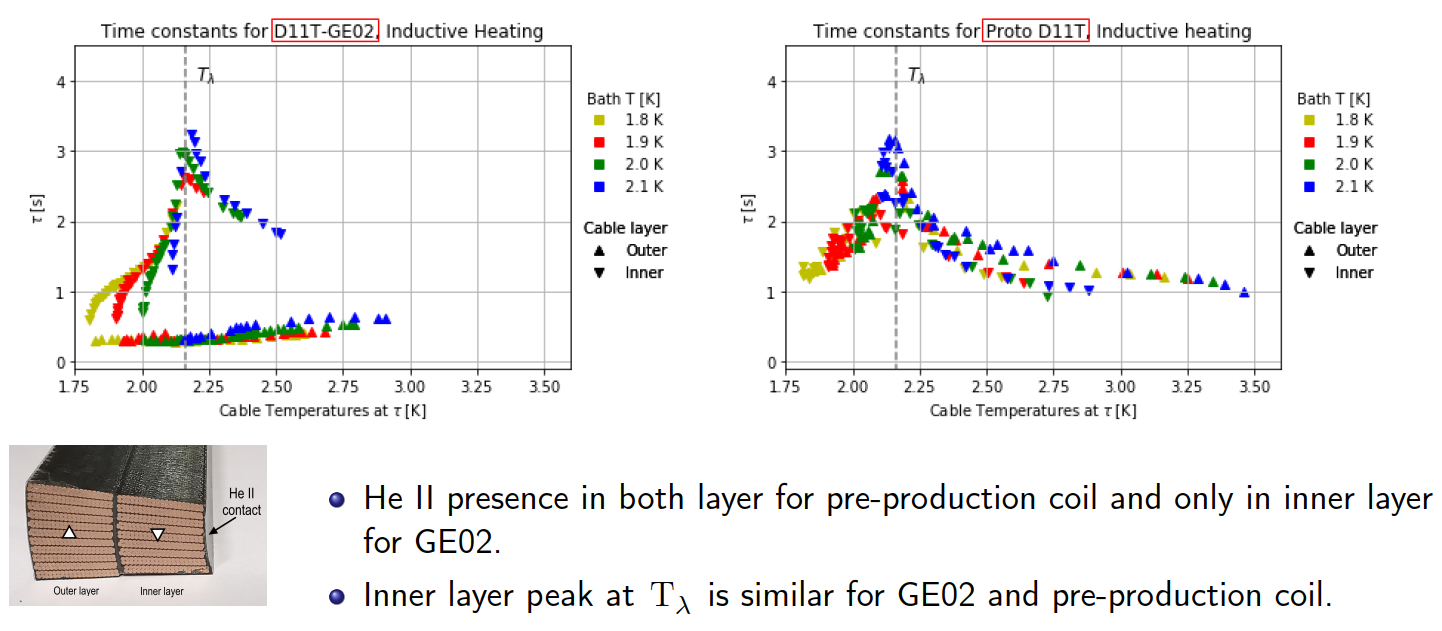 Time constants for D11T-GE02, Inductive Heating
Tλ
4
3
2
1
0
τ [s]
1.75 2.00 2.25 2.50 2.75 3.00 3.25 3.50
Cable Temperatures at τ [K]
Bath T [K]
1.8 K
1.9 K
2.0 K
2.1 K
Cable layer
Outer
Inner
Time constants for Proto D11T, Inductive heating
Tλ
4
3
2
1
0
τ [s]
1.75 2.00 2.25 2.50 2.75 3.00 3.25 3.50
Cable Temperatures at τ [K]
Bath T [K]
1.8 K
1.9 K
2.0 K
2.1 K
Cable layer
Outer
Inner
He II
contact
Outer layer Inner layer
He II presence in both layer for pre-production coil and only in inner layer
for GE02.
Inner layer peak at Tλ is similar for GE02 and pre-production coil.